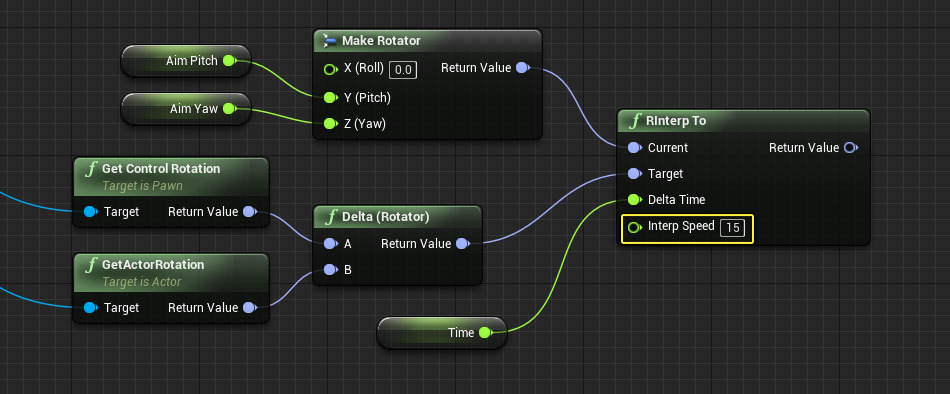 Aim Pitch
Aim Yaw
Make Rotator
X (Roll) 0.0 Return Value
Y (Pitch)
Z (Yaw)
f Get Control Rotation
Target is Pawn
Target Return Value
f GetActorRotation
Target is Actor
Target Return Value
f Delta (Rotator)
A Return Value
B
Time
f RInterp To
Current Return Value
Target
Delta Time
Interp Speed 15